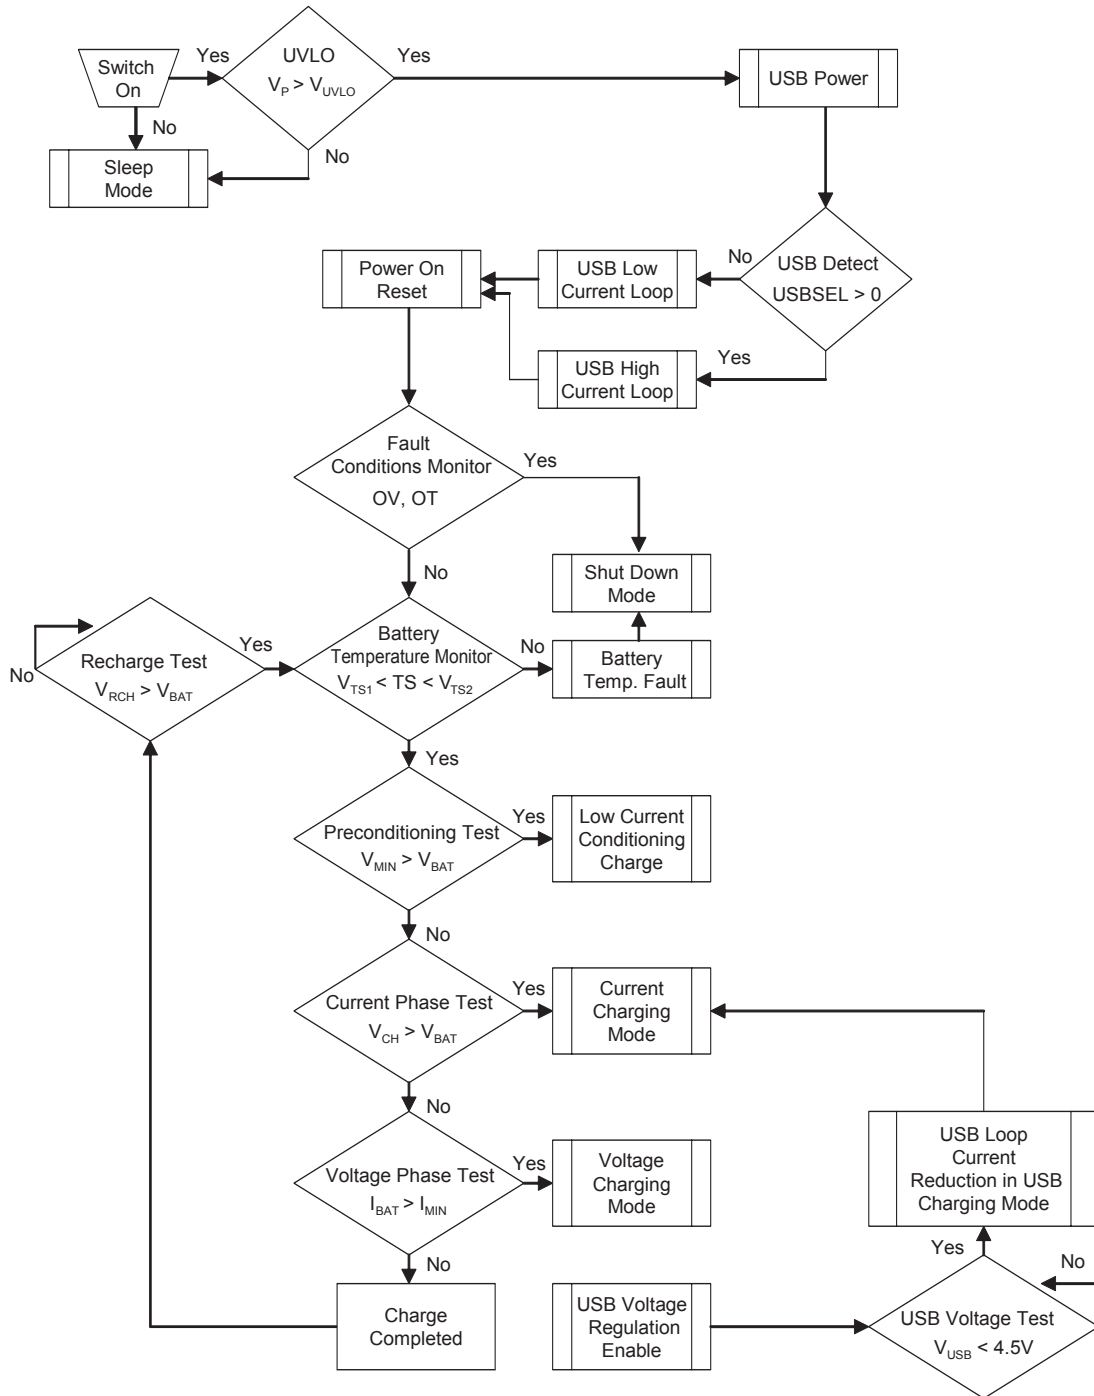 Switch
On
Yes
UVLO
V_P > V_UVLO
Yes
USB Power
No
No
Sleep
Mode
Power On
Reset
USB Low
Current Loop
No
USB Detect
USBSEL > 0
USB High
Current Loop
Yes
Fault
Conditions Monitor
OV, OT
Yes
No
Shut Down
Mode
No
Recharge Test
V_RCH > V_BAT
Yes
Battery
Temperature Monitor
V_TS1 < TS < V_TS2
No
Battery
Temp. Fault
Yes
Preconditioning Test
V_MIN > V_BAT
Yes
Low Current
Conditioning
Charge
No
Current Phase Test
V_CH > V_BAT
Yes
Current
Charging
Mode
No
Voltage Phase Test
I_BAT > I_MIN
Yes
Voltage
Charging
Mode
USB Loop
Current
Reduction in USB
Charging Mode
No
Yes
No
Charge
Completed
USB Voltage
Regulation
Enable
USB Voltage Test
V_USB < 4.5V